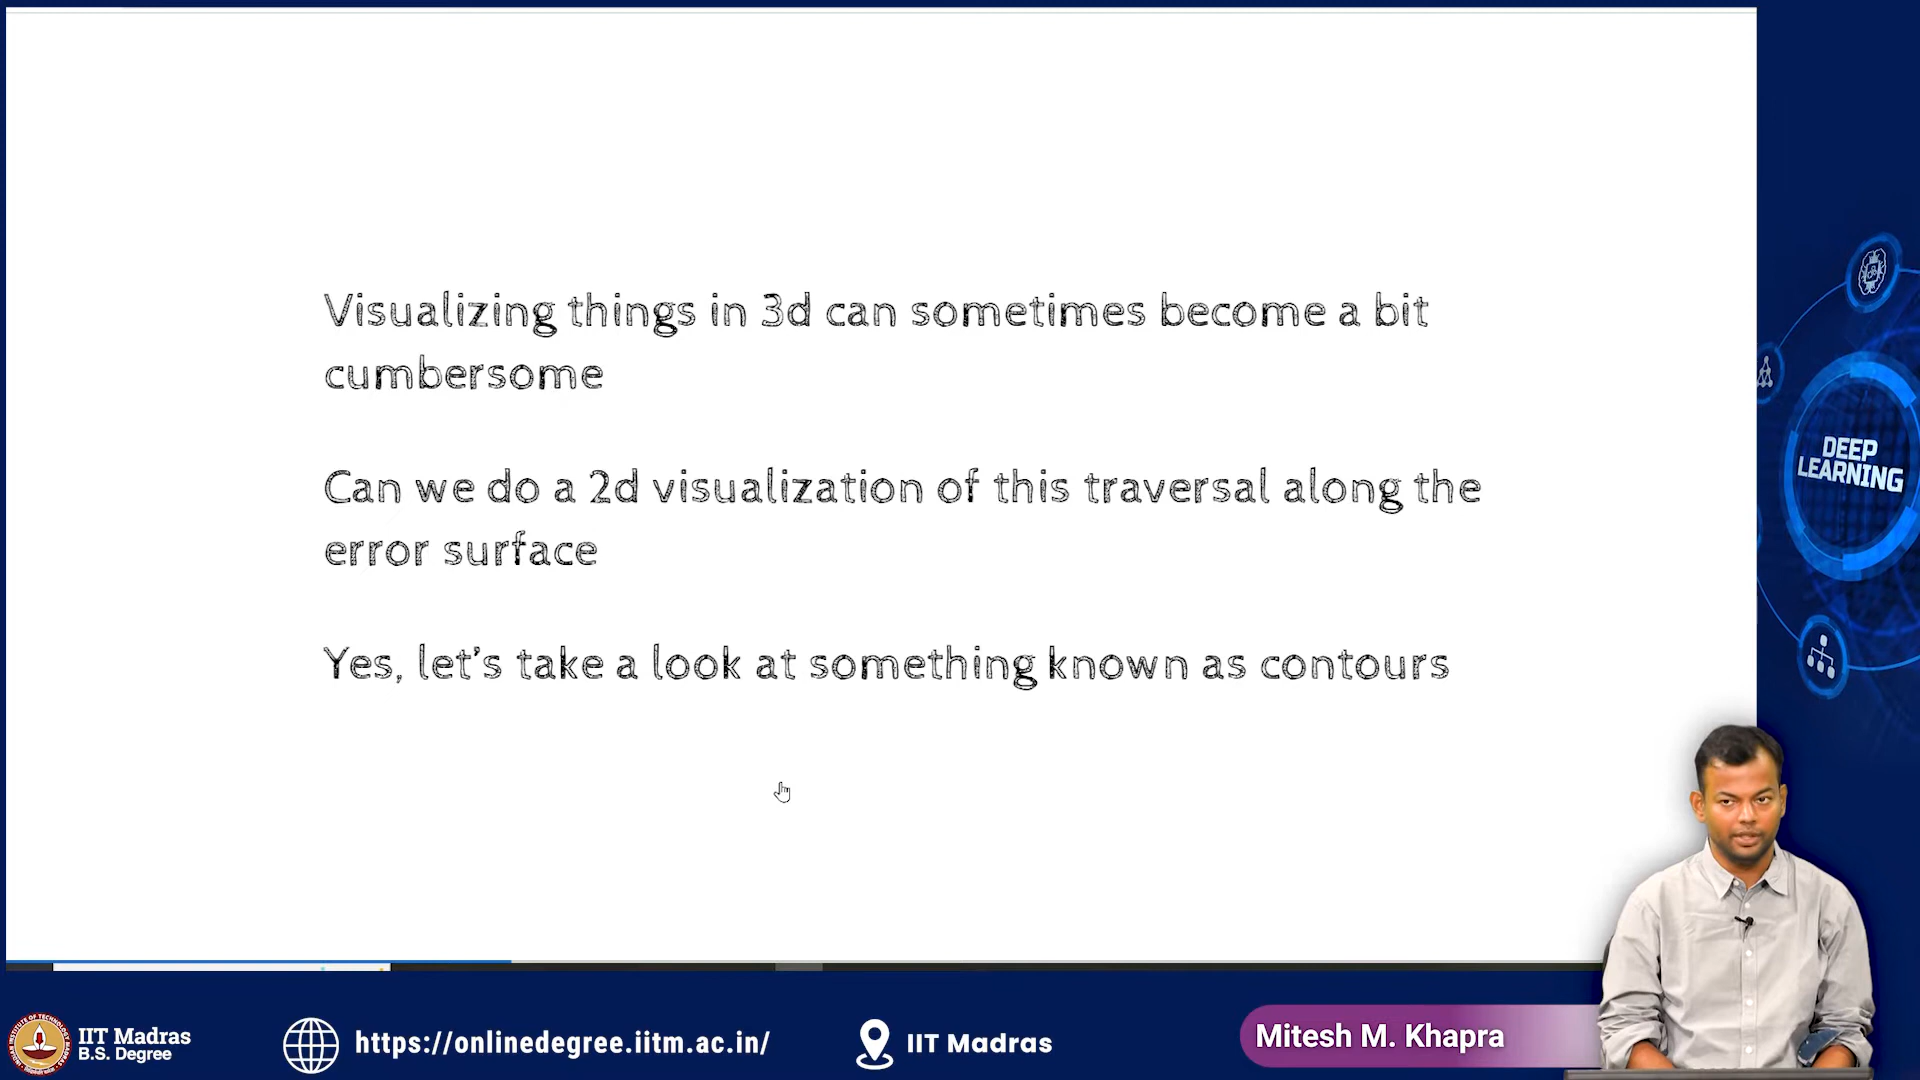 Visualizing things in 3d can sometimes become a bit
cumbersome
Can we do a 2d visualization of this traversal along the
error surface
Yes, let's take a look at something known as contours
DEEP
LEARNING
IIT Madras
B.S. Degree
https://onlinedegree.iitm.ac.in/
IIT Madras
Mitesh M. Khapra